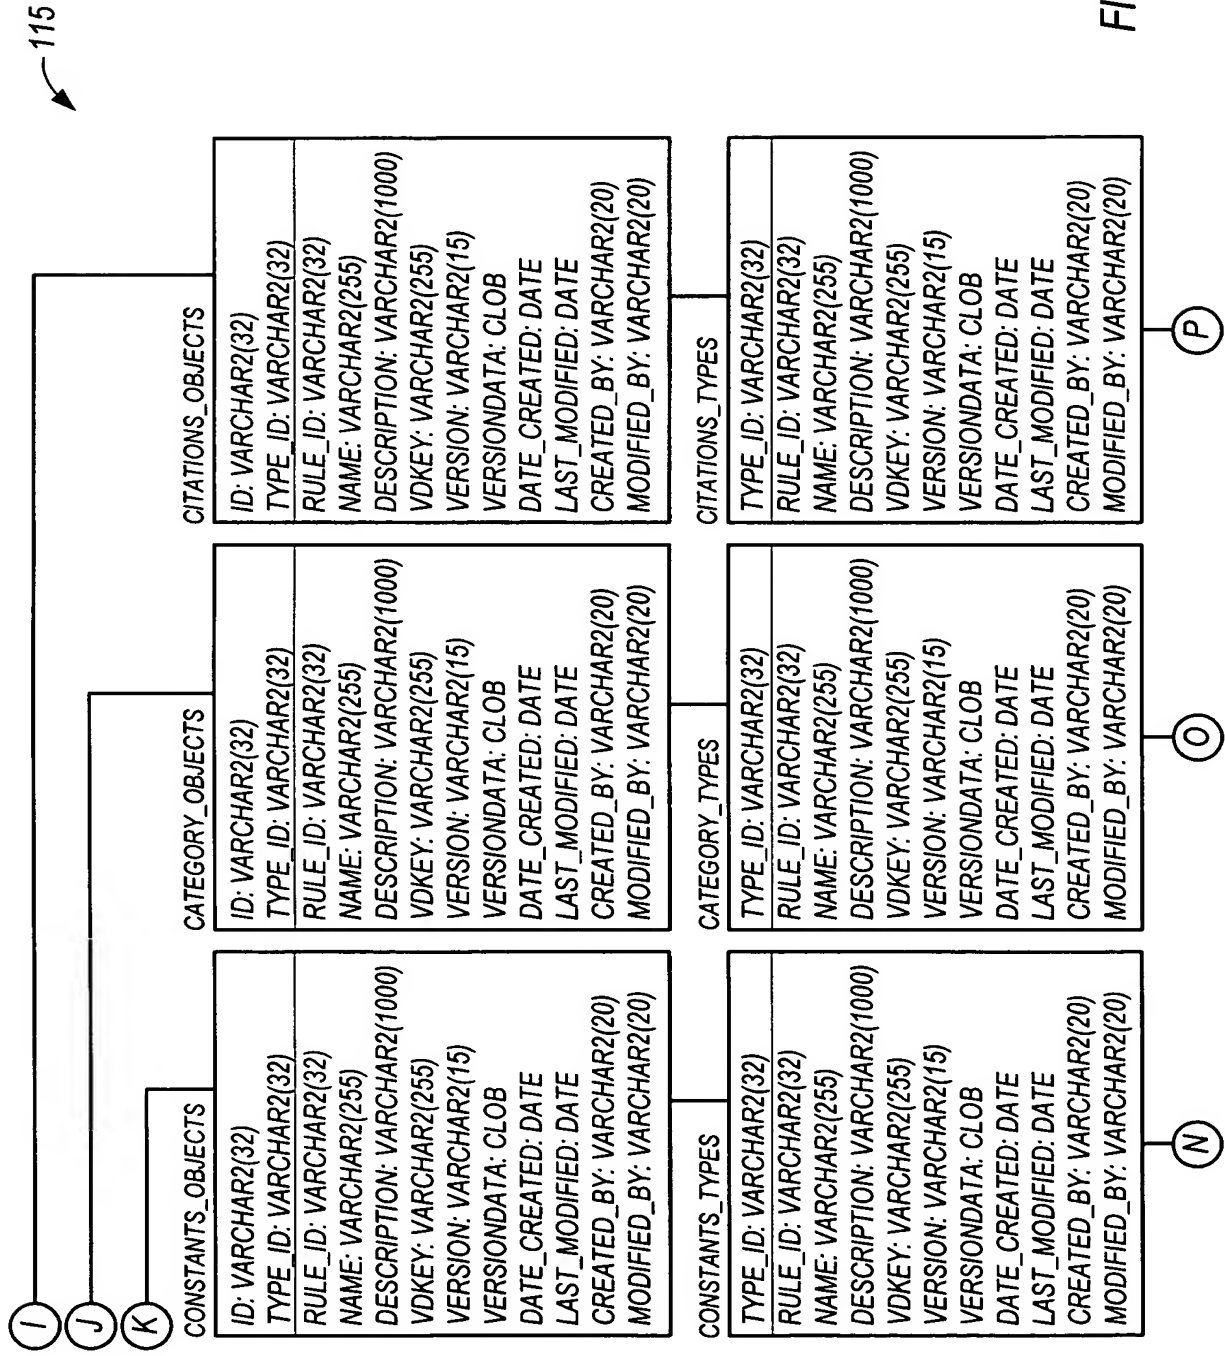 115
I
J
K
CONSTANTS_OBJECTS
ID: VARCHAR2(32)
TYPE_ID: VARCHAR2(32)
RULE_ID: VARCHAR2(32)
NAME: VARCHAR2(255)
DESCRIPTION: VARCHAR2(1000)
VDKEY: VARCHAR2(255)
VERSION: VARCHAR2(15)
VERSIONDATA: CLOB
DATE_CREATED: DATE
LAST_MODIFIED: DATE
CREATED_BY: VARCHAR2(20)
MODIFIED_BY: VARCHAR2(20)
CATEGORY_OBJECTS
ID: VARCHAR2(32)
TYPE_ID: VARCHAR2(32)
RULE_ID: VARCHAR2(32)
NAME: VARCHAR2(255)
DESCRIPTION: VARCHAR2(1000)
VDKEY: VARCHAR2(255)
VERSION: VARCHAR2(15)
VERSIONDATA: CLOB
DATE_CREATED: DATE
LAST_MODIFIED: DATE
CREATED_BY: VARCHAR2(20)
MODIFIED_BY: VARCHAR2(20)
CITATIONS_OBJECTS
ID: VARCHAR2(32)
TYPE_ID: VARCHAR2(32)
RULE_ID: VARCHAR2(32)
NAME: VARCHAR2(255)
DESCRIPTION: VARCHAR2(1000)
VDKEY: VARCHAR2(255)
VERSION: VARCHAR2(15)
VERSIONDATA: CLOB
DATE_CREATED: DATE
LAST_MODIFIED: DATE
CREATED_BY: VARCHAR2(20)
MODIFIED_BY: VARCHAR2(20)
CONSTANTS_TYPES
TYPE_ID: VARCHAR2(32)
RULE_ID: VARCHAR2(32)
NAME: VARCHAR2(255)
DESCRIPTION: VARCHAR2(1000)
VDKEY: VARCHAR2(255)
VERSION: VARCHAR2(15)
VERSIONDATA: CLOB
DATE_CREATED: DATE
LAST_MODIFIED: DATE
CREATED_BY: VARCHAR2(20)
MODIFIED_BY: VARCHAR2(20)
CATEGORY_TYPES
TYPE_ID: VARCHAR2(32)
RULE_ID: VARCHAR2(32)
NAME: VARCHAR2(255)
DESCRIPTION: VARCHAR2(1000)
VDKEY: VARCHAR2(255)
VERSION: VARCHAR2(15)
VERSIONDATA: CLOB
DATE_CREATED: DATE
LAST_MODIFIED: DATE
CREATED_BY: VARCHAR2(20)
MODIFIED_BY: VARCHAR2(20)
CITATIONS_TYPES
TYPE_ID: VARCHAR2(32)
RULE_ID: VARCHAR2(32)
NAME: VARCHAR2(255)
DESCRIPTION: VARCHAR2(1000)
VDKEY: VARCHAR2(255)
VERSION: VARCHAR2(15)
VERSIONDATA: CLOB
DATE_CREATED: DATE
LAST_MODIFIED: DATE
CREATED_BY: VARCHAR2(20)
MODIFIED_BY: VARCHAR2(20)
N
O
P